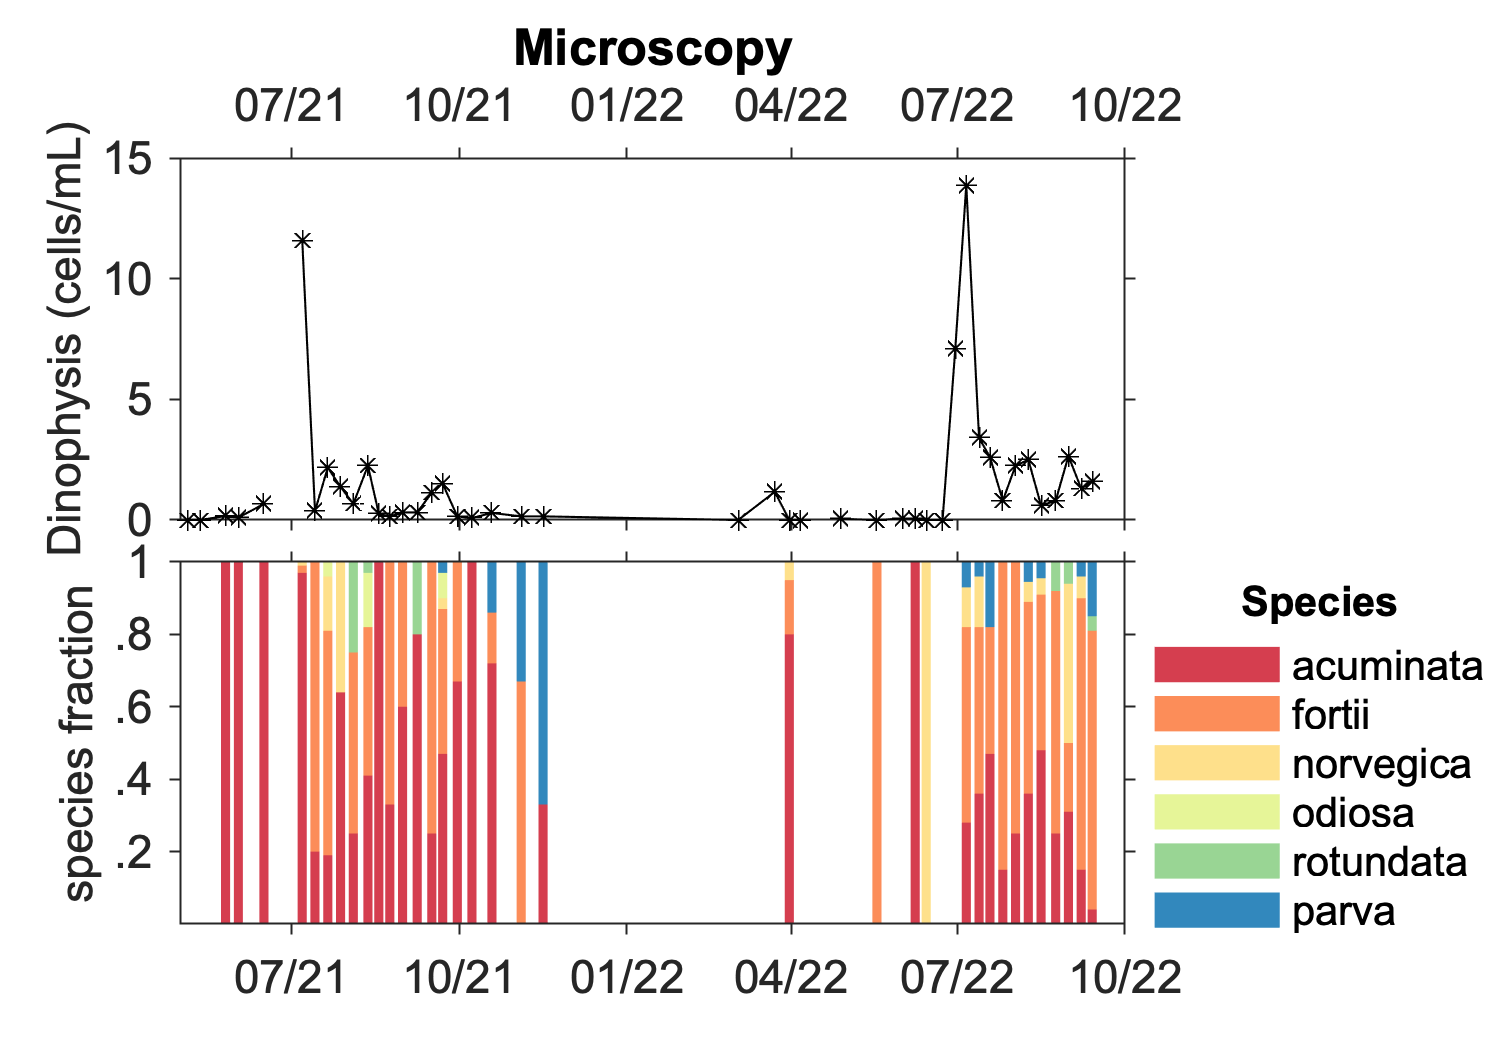 Microscopy
07/21 10/21 01/22 04/22 07/22 10/22
Dinophysis (cells/mL)
15
10
5
0
species fraction
1
.8
.6
.4
.2
07/21 10/21 01/22 04/22 07/22 10/22
Species
acuminata
fortii
norvegica
odiosa
rotundata
parva